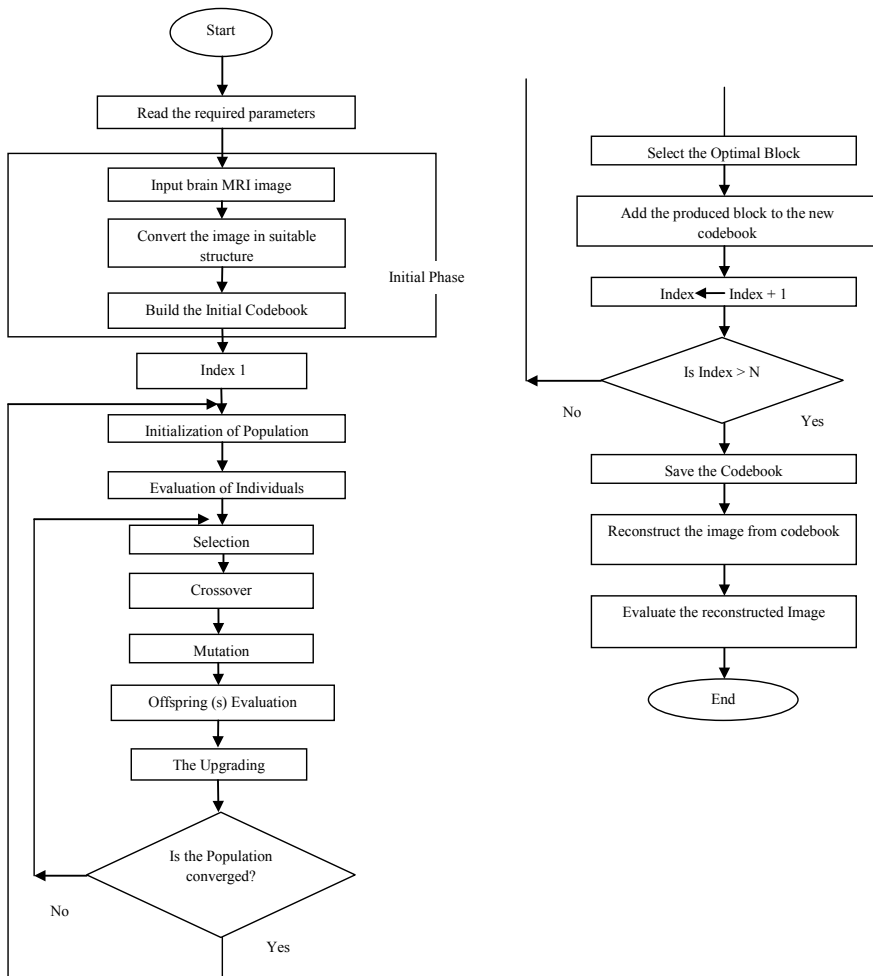 Start
Read the required parameters
Input brain MRI image
Convert the image in suitable
structure
Initial Phase
Build the Initial Codebook
Index 1
Initialization of Population
Evaluation of Individuals
Selection
Crossover
Mutation
Offspring (s) Evaluation
The Upgrading
Is the Population
converged?
No
Yes
Select the Optimal Block
Add the produced block to the new
codebook
Index Index + 1
Is Index > N
No
Yes
Save the Codebook
Reconstruct the image from codebook
Evaluate the reconstructed Image
End